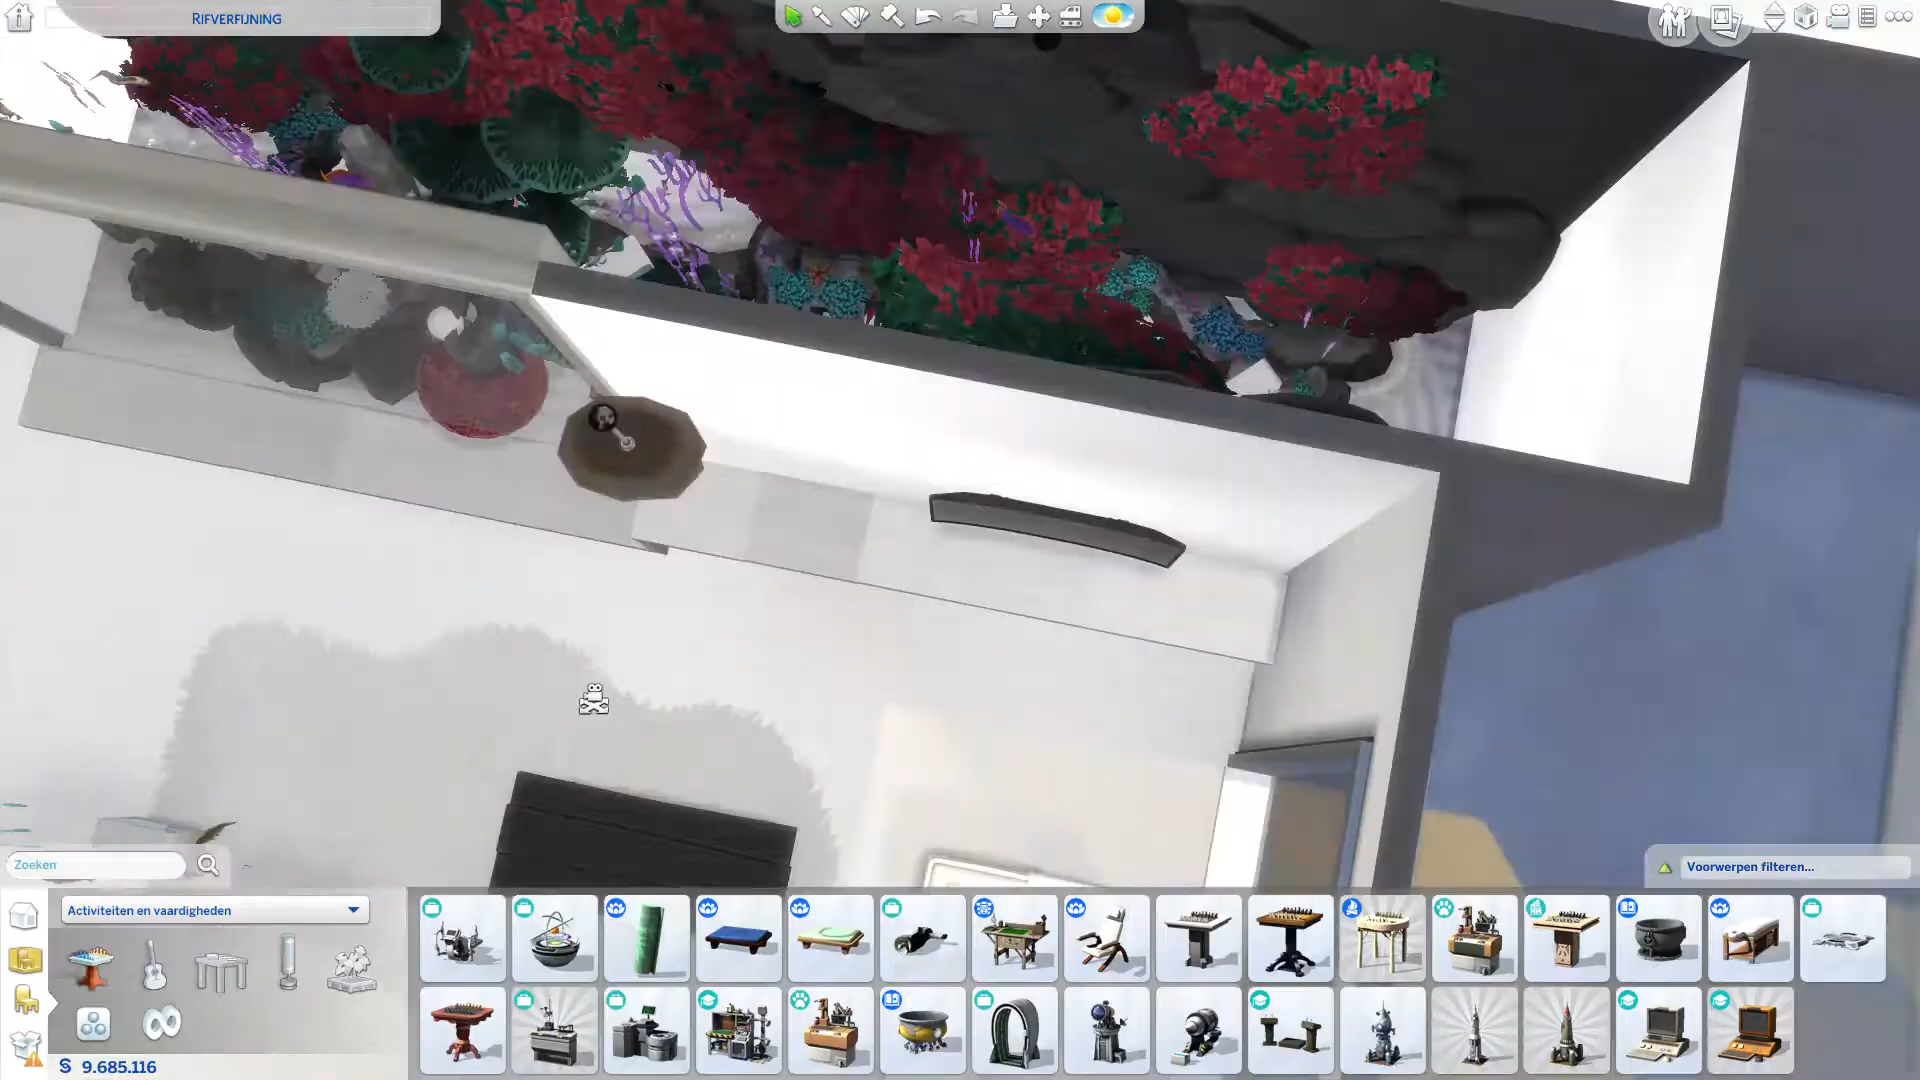 Rifverfijning
Zoeken
Voorwerpen filteren...
Activiteiten en vaardigheden
§ 9.685.116